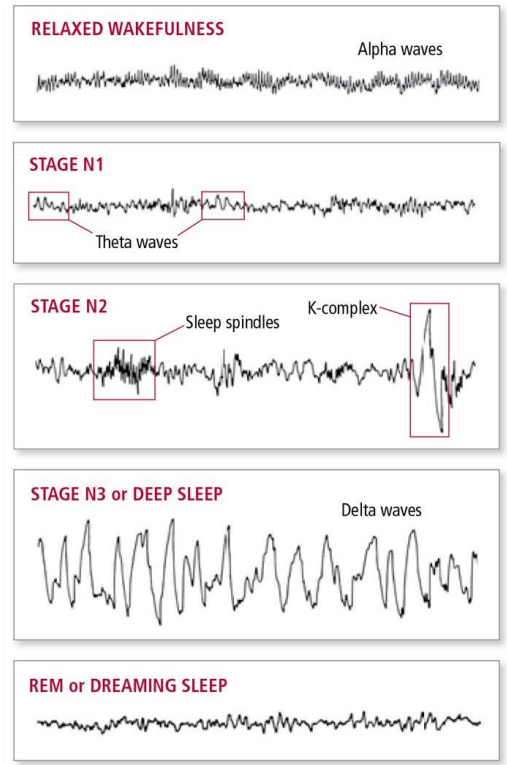 RELAXED WAKEFULNESS
Alpha waves
STAGE N1
Theta waves
STAGE N2
Sleep spindles
K-complex
STAGE N3 or DEEP SLEEP
Delta waves
REM or DREAMING SLEEP